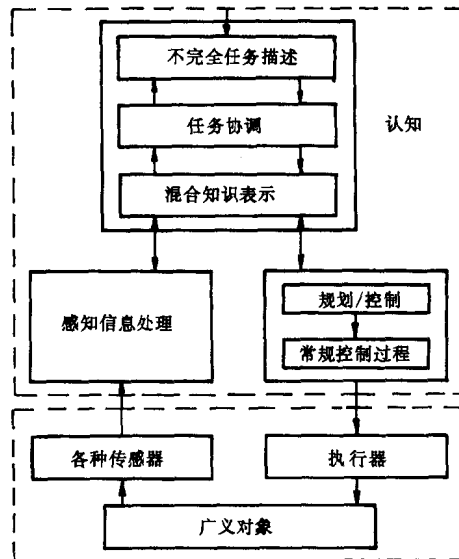 不完全任务描述
任务协调
认知
混合知识表示
感知信息处理
规划/控制
常规控制过程
各种传感器
执行器
广义对象